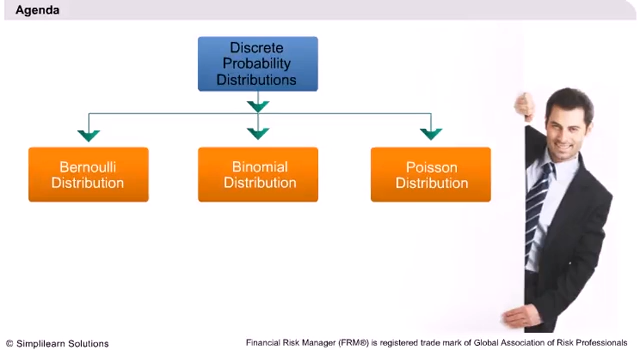 Agenda
Discrete
Probability
Distributions
Bernoulli
Distribution
Binomial
Distribution
Poisson
Distribution
© Simplilearn Solutions
Financial Risk Manager (FRM®) is registered trade mark of Global Association of Risk Professionals